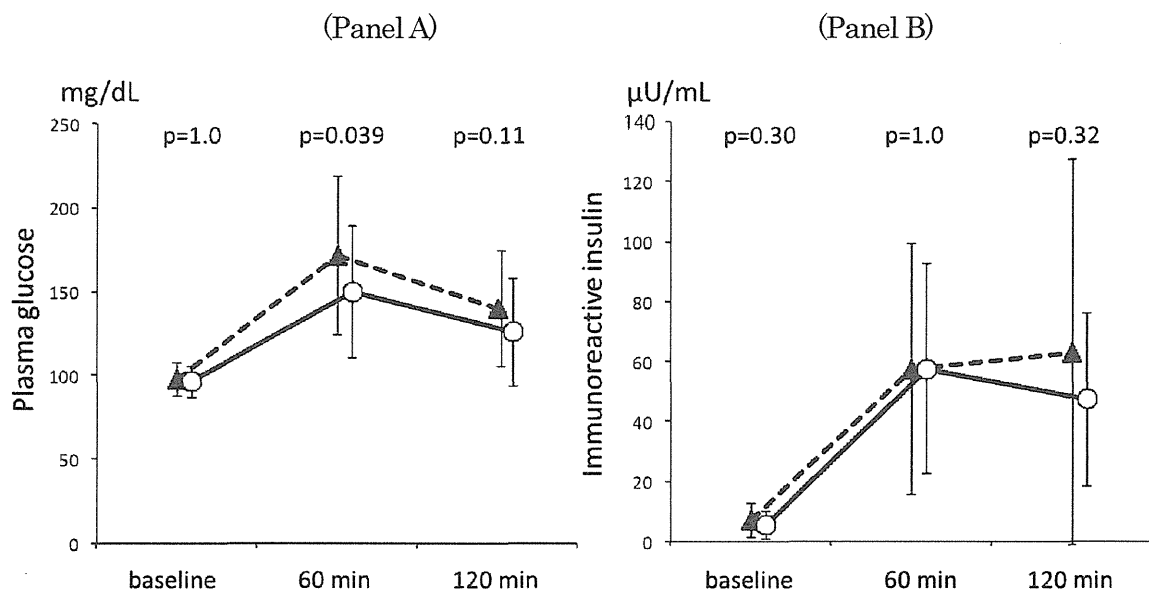 (Panel A)
mg/dL
p=1.0 p=0.039 p=0.11
Plasma glucose
250
200
150
100
50
0
baseline 60 min 120 min
(Panel B)
µU/mL
p=0.30 p=1.0 p=0.32
Immunoreactive insulin
140
120
100
80
60
40
20
0
baseline 60 min 120 min